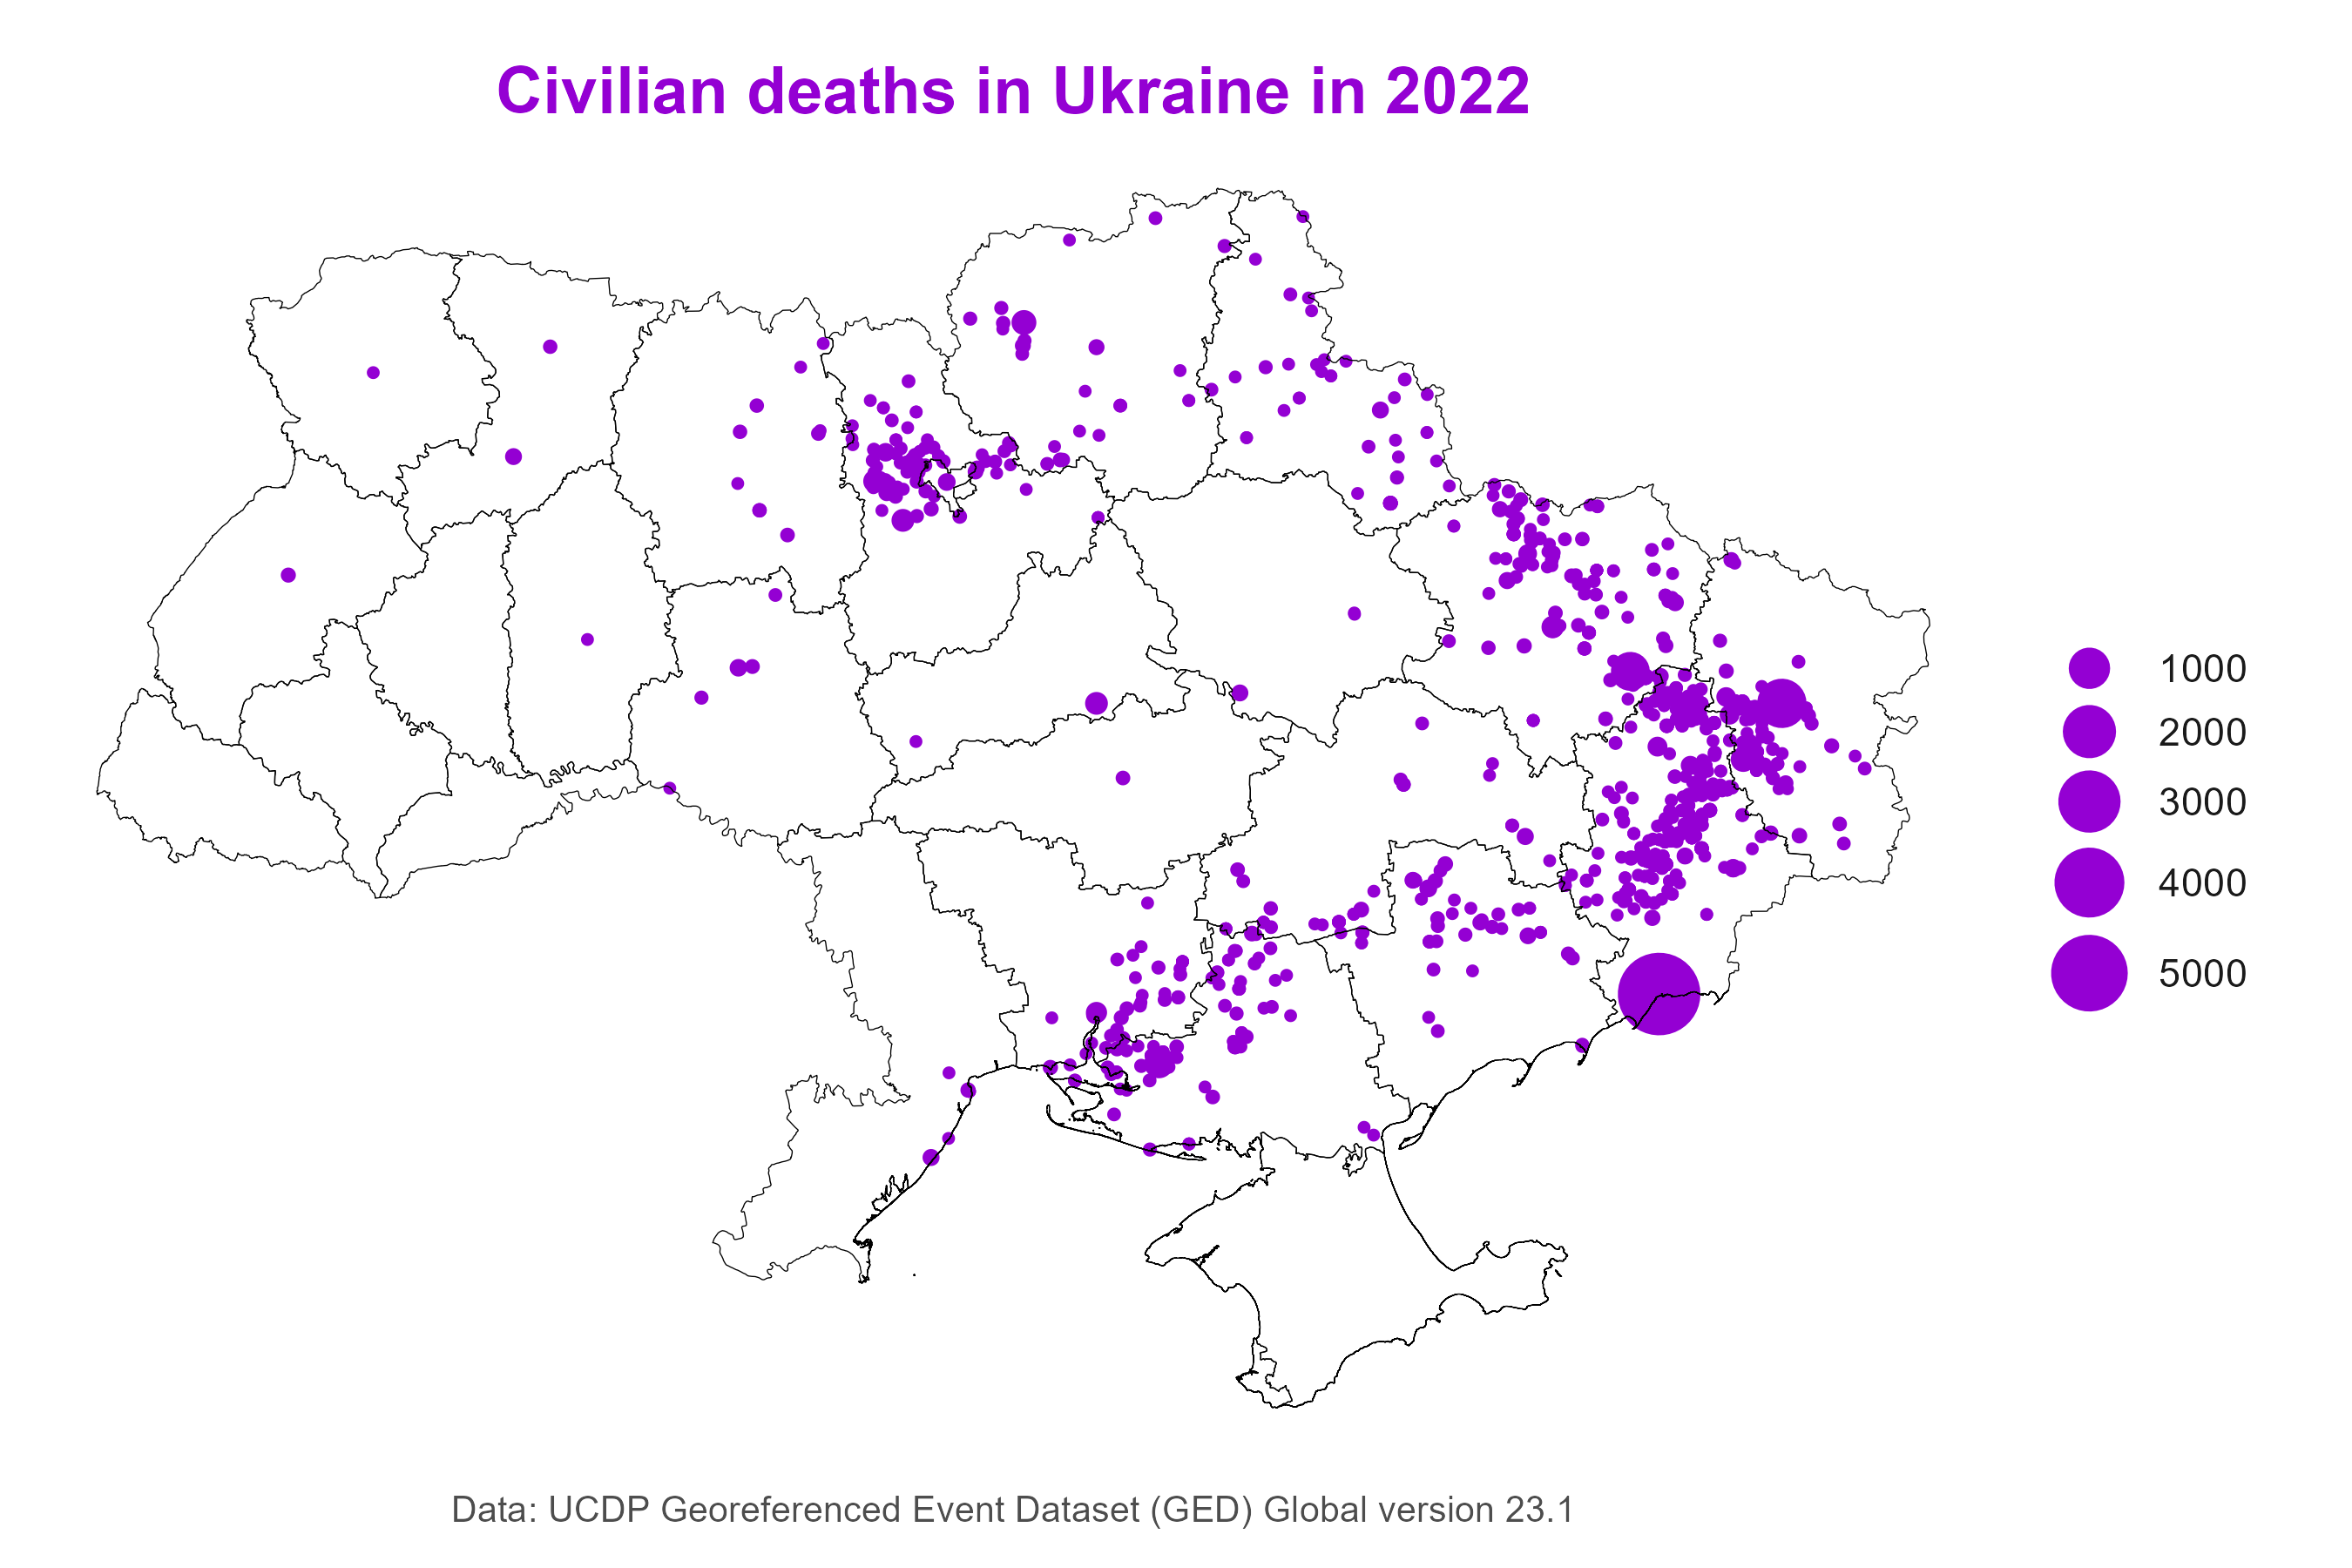 Civilian deaths in Ukraine in 2022
1000
2000
3000
4000
5000
Data: UCDP Georeferenced Event Dataset (GED) Global version 23.1